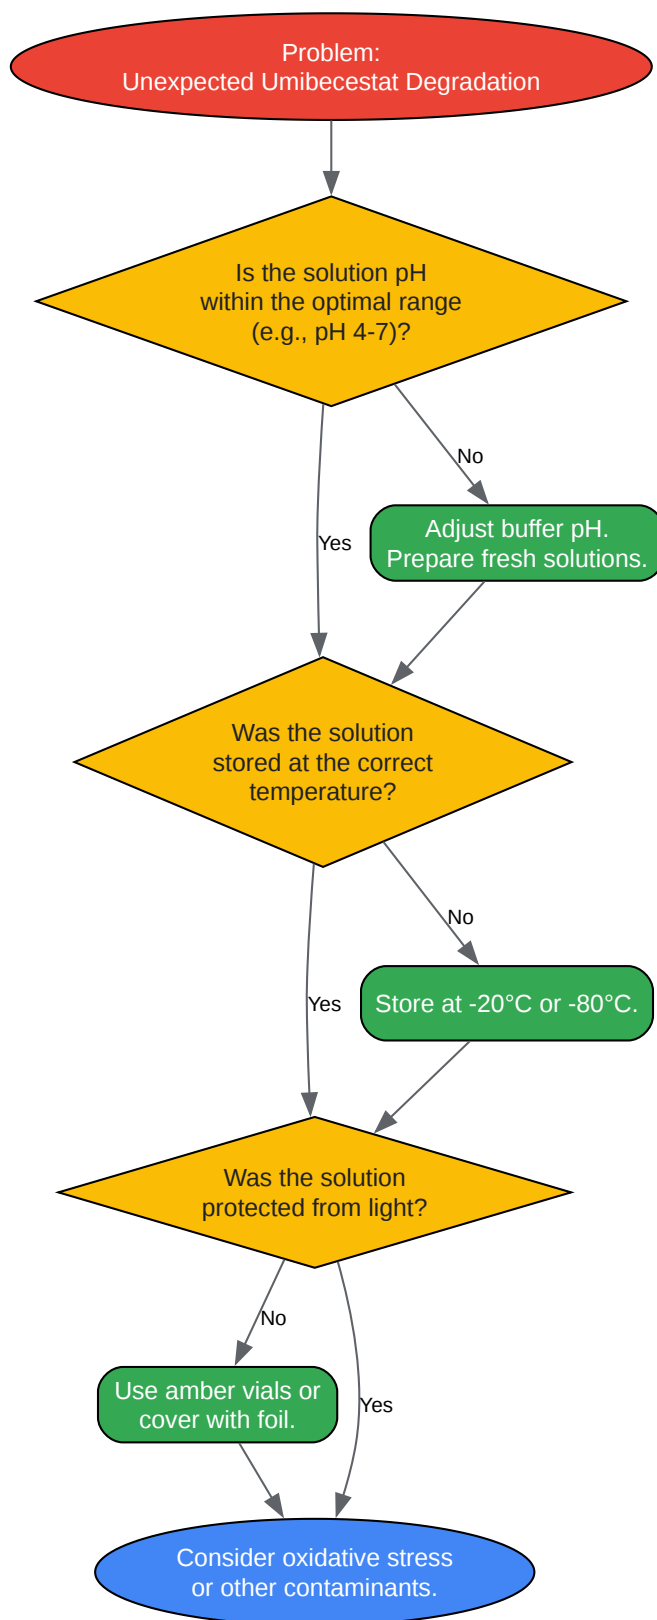 Problem:
Unexpected Umibecestat Degradation
Is the solution pH
within the optimal range
(e.g., pH 4-7)?
No
Yes
Adjust buffer pH.
Prepare fresh solutions.
Was the solution
stored at the correct
temperature?
No
Yes
Store at -20°C or -80°C.
Was the solution
protected from light?
No
Yes
Use amber vials or
cover with foil.
Consider oxidative stress
or other contaminants.